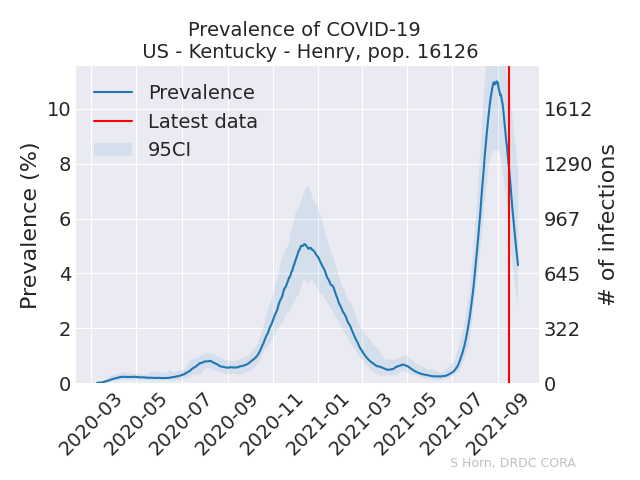 Prevalence of COVID-19
US - Kentucky - Henry, pop. 16126
Prevalence
Latest data
95CI
Prevalence (%)
10
8
6
4
2
0
1612
1290
967
645
322
0
# of infections
2020-03
2020-05
2020-07
2020-09
2020-11
2021-01
2021-03
2021-05
2021-07
2021-09
S Horn, DRDC CORA